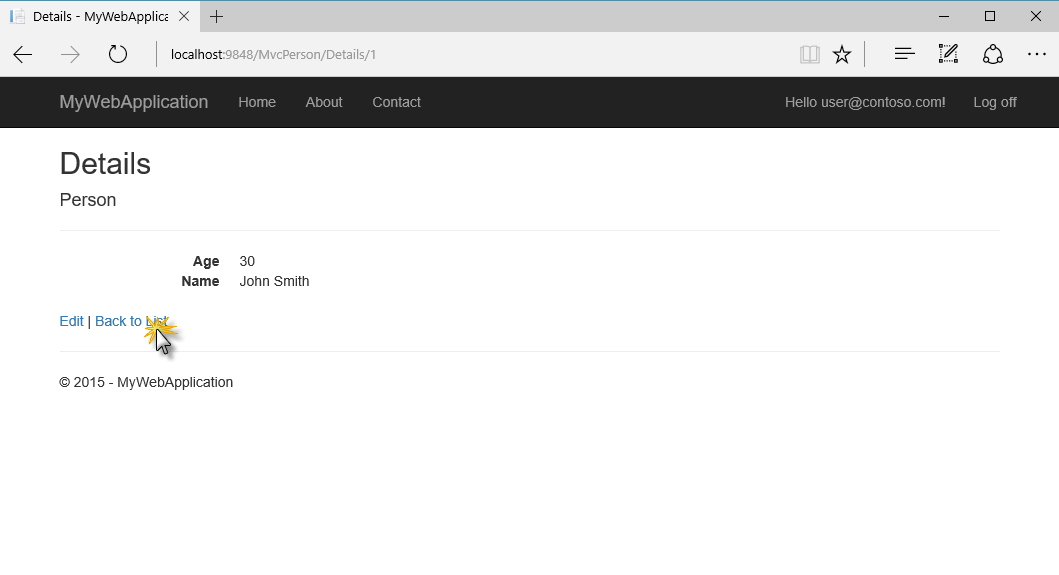 Details - MyWebApplica
localhost:9848/MvcPerson/Details/1
MyWebApplication Home About Contact Hello user@contoso.com! Log off
Details
Person
Age 30
Name John Smith
Edit | Back to List
© 2015 - MyWebApplication